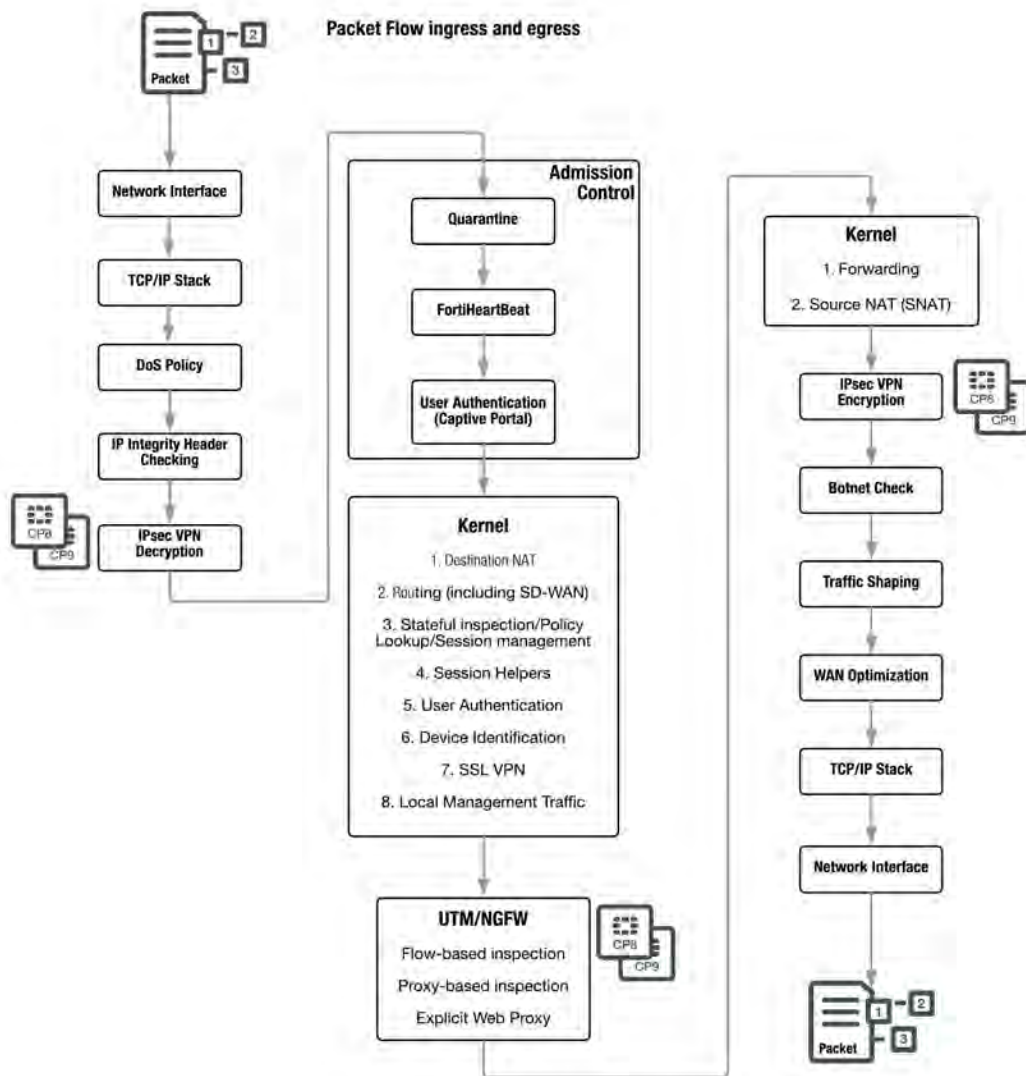 Packet Flow ingress and egress
1
2
3
Packet
Network Interface
TCP/IP Stack
DoS Policy
IP Integrity Header
Checking
IPsec VPN
Decryption
CP8
CP9
Admission
Control
Quarantine
FortiHeartBeat
User Authentication
(Captive Portal)
Kernel
1. Destination NAT
2. Routing (including SD-WAN)
3. Stateful inspection/Policy
Lookup/Session management
4. Session Helpers
5. User Authentication
6. Device Identification
7. SSL VPN
8. Local Management Traffic
UTM/NGFW
Flow-based inspection
Proxy-based inspection
Explicit Web Proxy
CP8
CP9
Kernel
1. Forwarding
2. Source NAT (SNAT)
IPsec VPN
Encryption
CP8
CP9
Botnet Check
Traffic Shaping
WAN Optimization
TCP/IP Stack
Network Interface
1
2
3
Packet